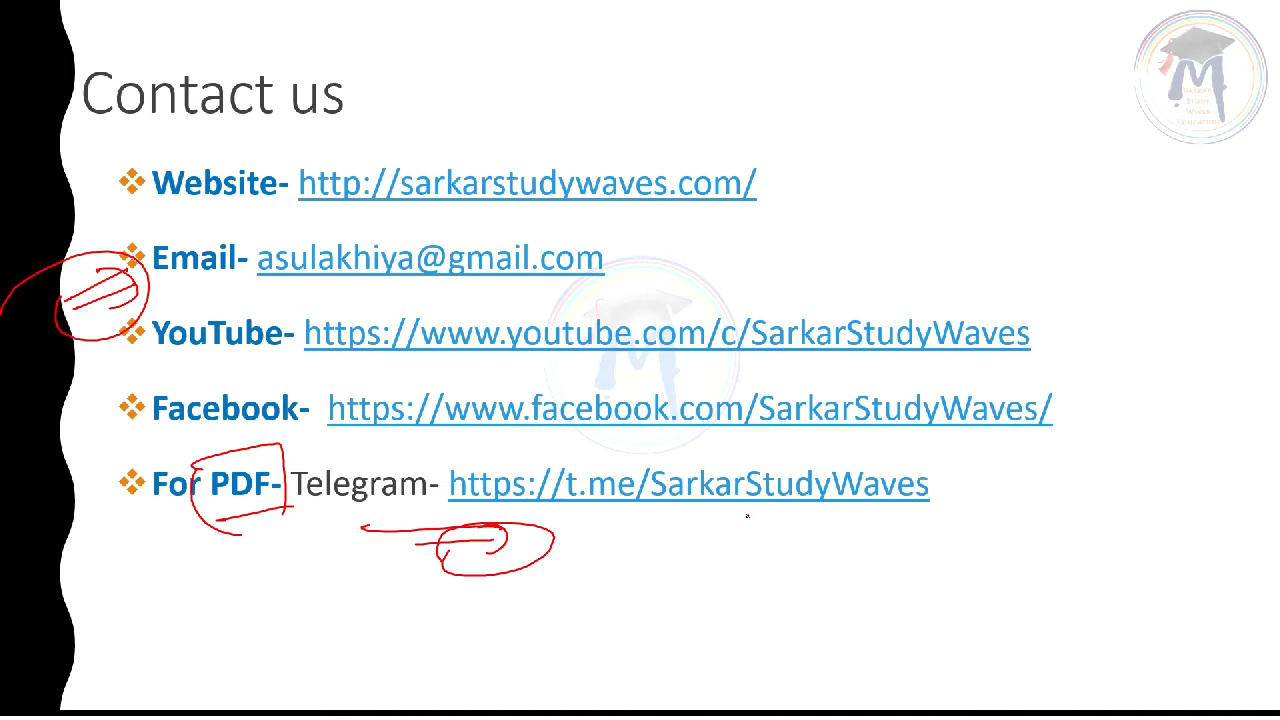 Contact us
❖ Website- http://sarkarstudywaves.com/
❖ Email- asulakhiya@gmail.com
❖ YouTube- https://www.youtube.com/c/SarkarStudyWaves
❖ Facebook- https://www.facebook.com/SarkarStudyWaves/
❖ For PDF- Telegram- https://t.me/SarkarStudyWaves